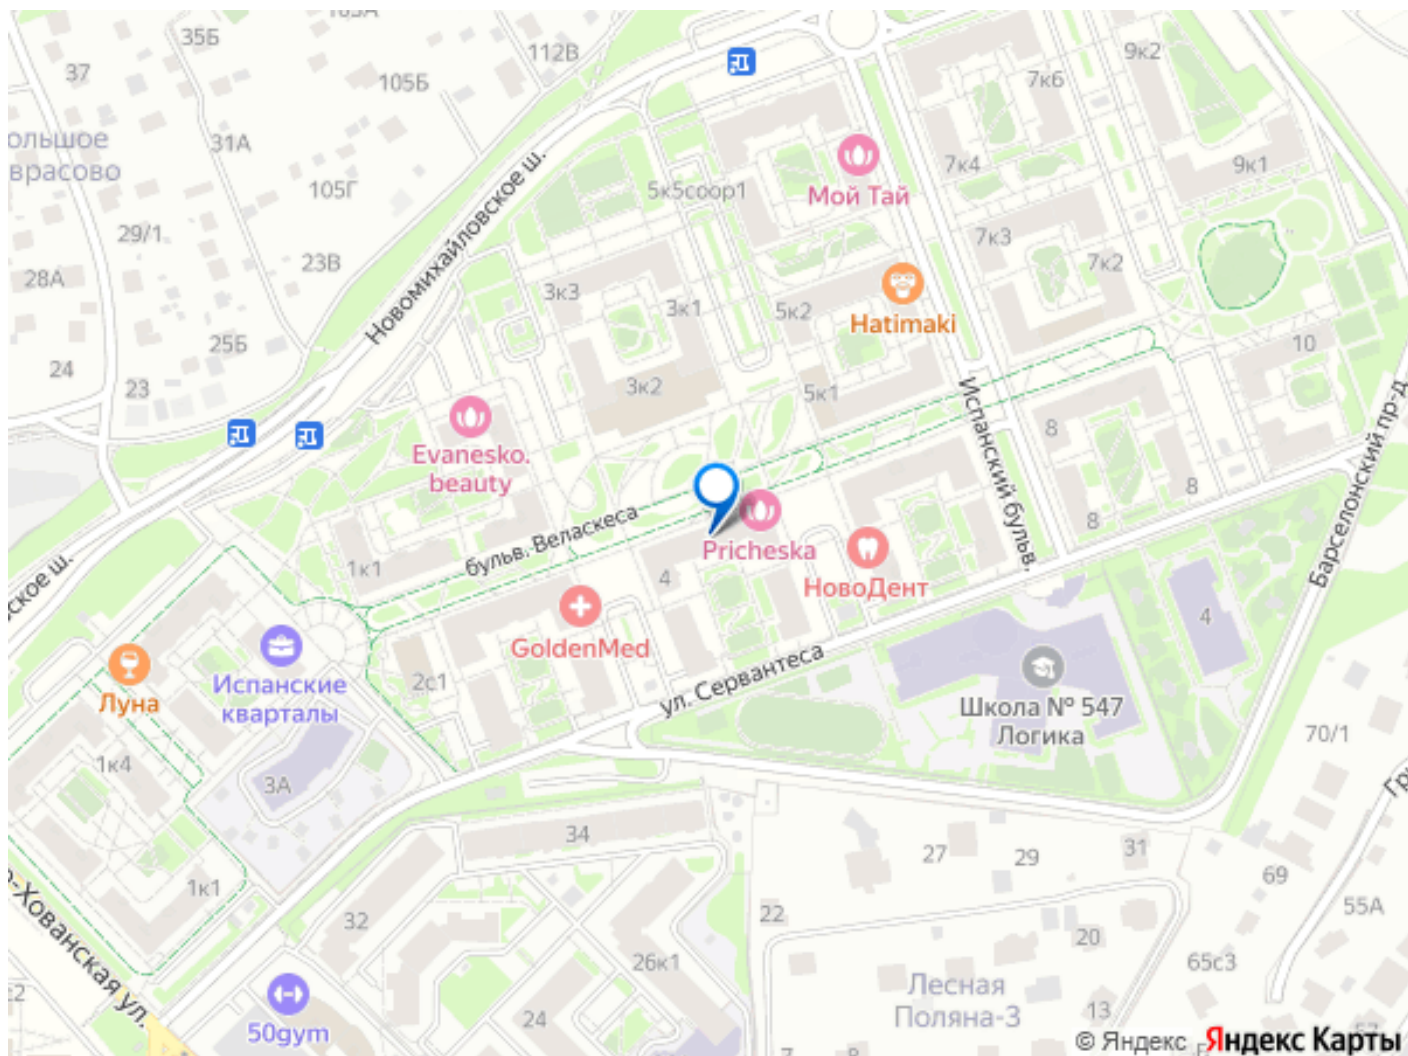 103А
35Б
112В
9к2
37
105Б
7к6
ольшое
врасово
31А
7к4
9к1
105Г
5к5соор1
Мой Тай
Новомихайловское ш.
29/1
7к3
23В
7к2
28А
3к3
3к1
5к2
Hatimaki
25Б
10
24
23
3к2
5к1
Испанский бульв.
8
Evanesko.
beauty
8
8
Барселонский пр-д
бульв. Веласкеса
Pricheska
1к1
4
НовоДент
ское ш.
GoldenMed
4
2с1
ул. Сервантеса
Испанские
кварталы
Луна
Школа № 547
Логика
70/1
1к4
3А
34
27
29
31
69
1к1
32
22
55А
о-Хованская ул.
26к1
20
65с3
Лесная
Поляна-3
13
50gym
24
© Яндекс Яндекс Карты